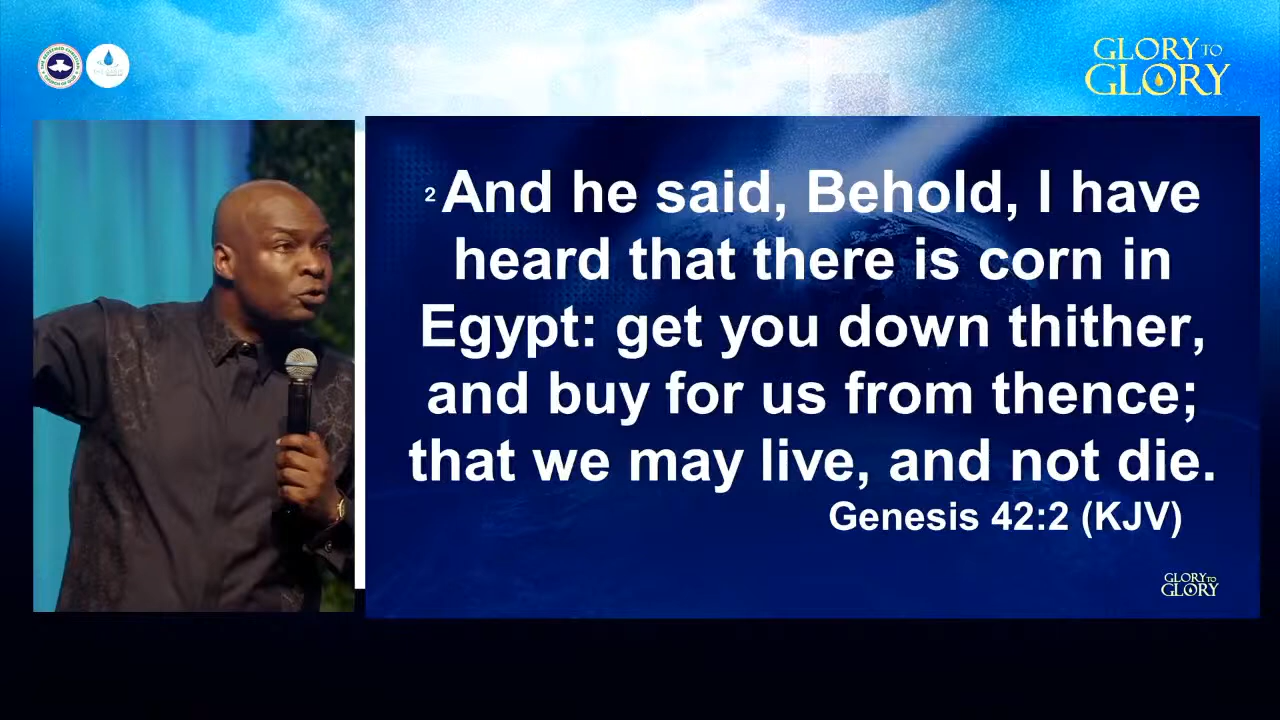 GLORY TO
GLORY
2 And he said, Behold, I have
heard that there is corn in
Egypt: get you down thither,
and buy for us from thence;
that we may live, and not die.
Genesis 42:2 (KJV)
GLORY TO
GLORY